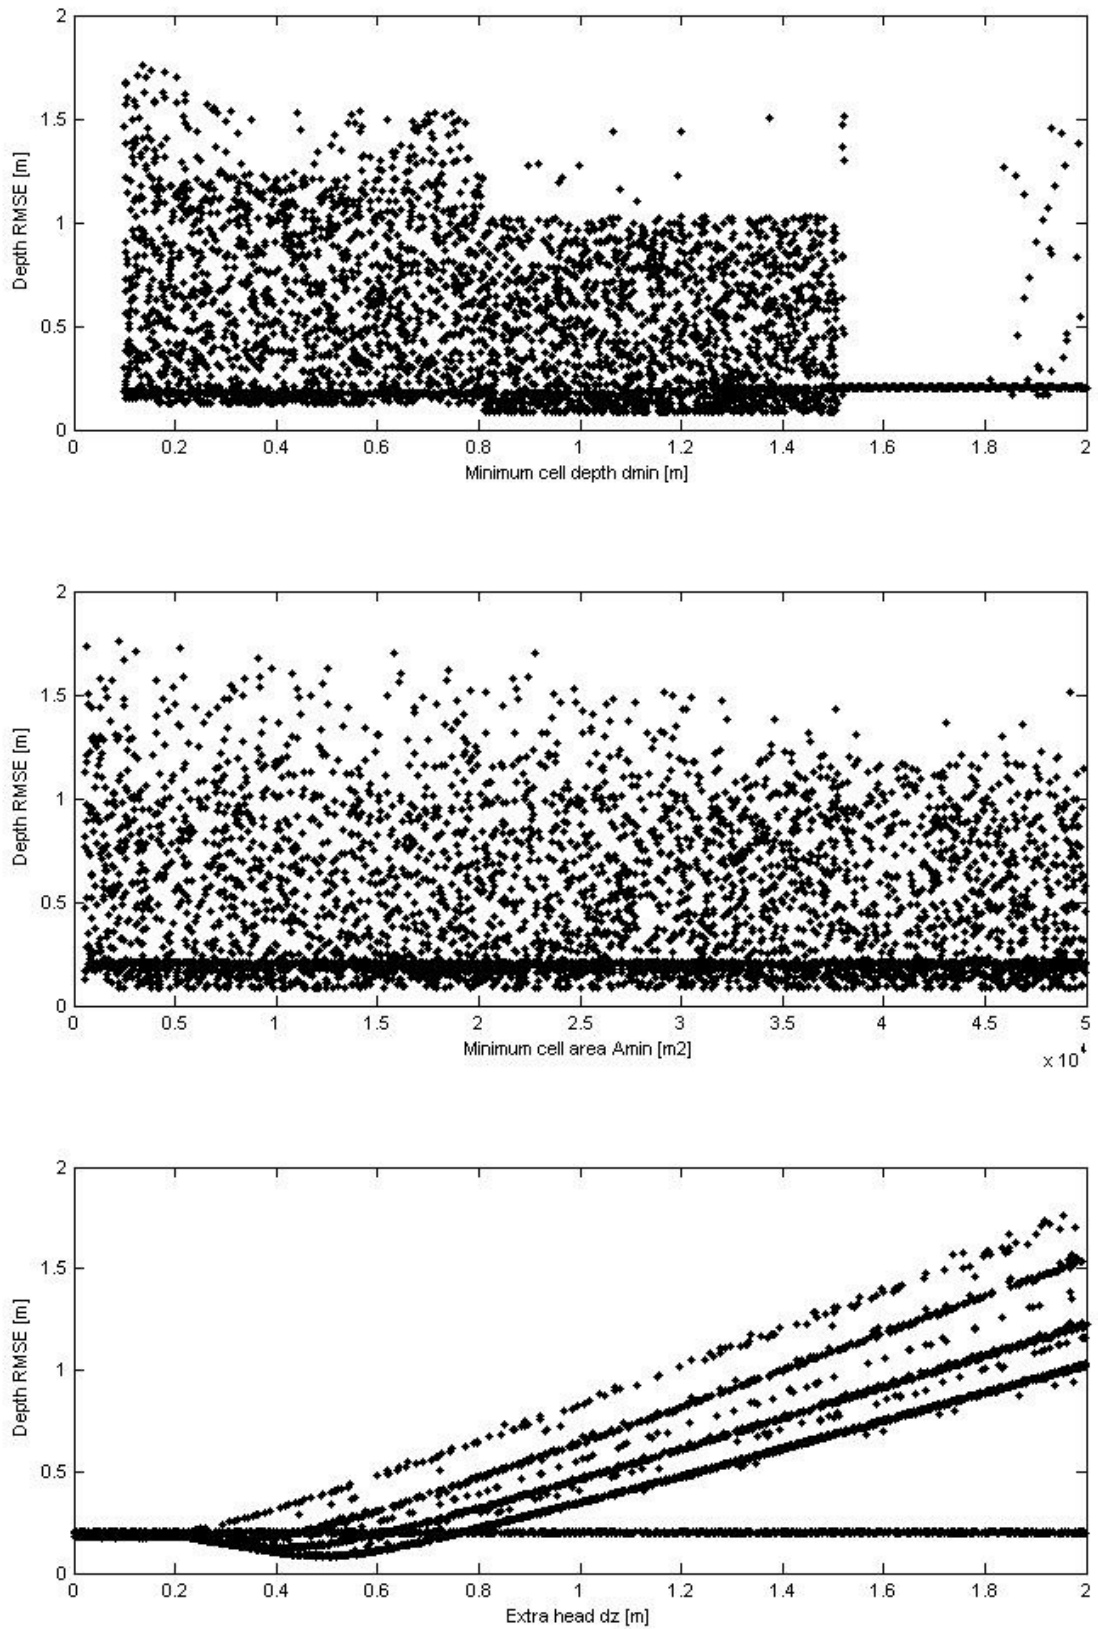 2
1.5
1
0.5
0
Depth RMSE [m]
0 0.2 0.4 0.6 0.8 1 1.2 1.4 1.6 1.8 2
Minimum cell depth dmin [m]
2
1.5
1
0.5
0
Depth RMSE [m]
0 0.5 1 1.5 2 2.5 3 3.5 4 4.5 5
Minimum cell area Amin [m2]
x 10⁴
2
1.5
1
0.5
0
Depth RMSE [m]
0 0.2 0.4 0.6 0.8 1 1.2 1.4 1.6 1.8 2
Extra head dz [m]